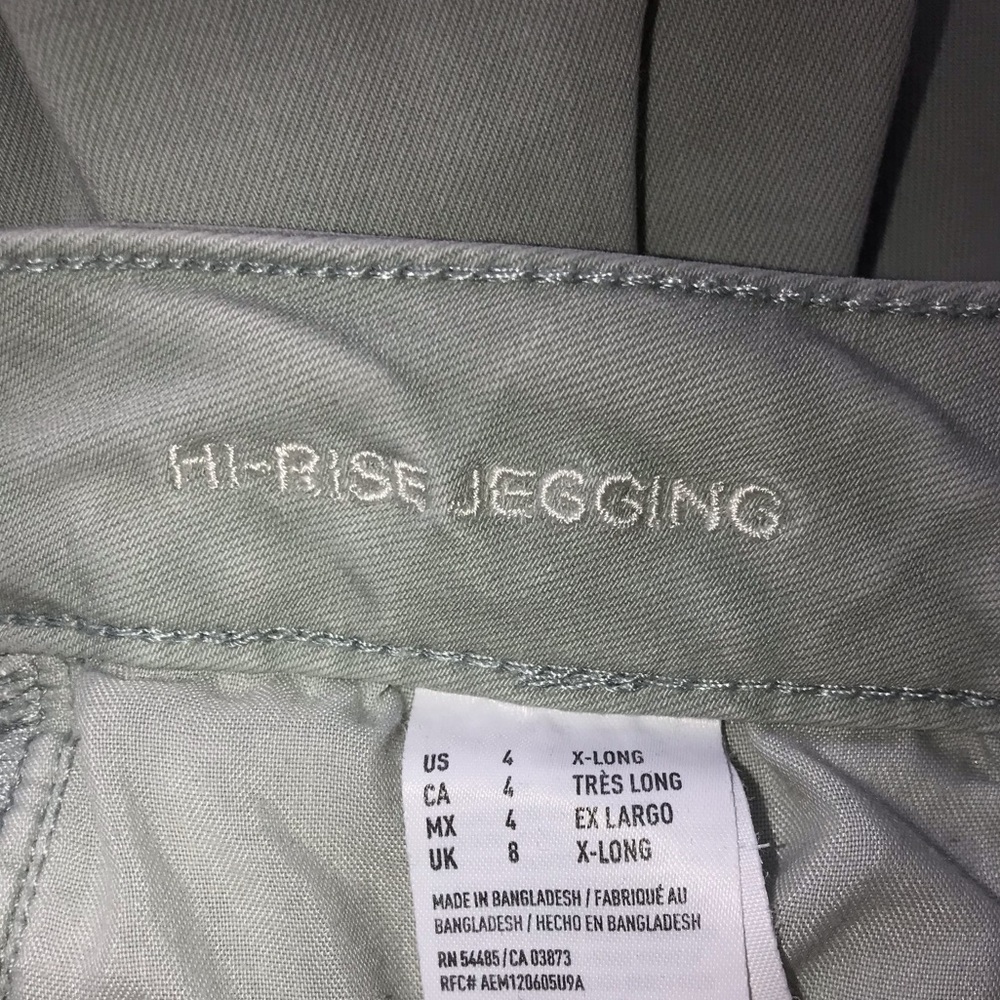 HI-RISE JEGGING
US 4 X-LONG
CA 4 TRÈS LONG
MX 4 EX LARGO
UK 8 X-LONG
MADE IN BANGLADESH / FABRIQUÉ AU
BANGLADESH / HECHO EN BANGLADESH
RN 54485 / CA 03873
RFC# AEM120605U9A